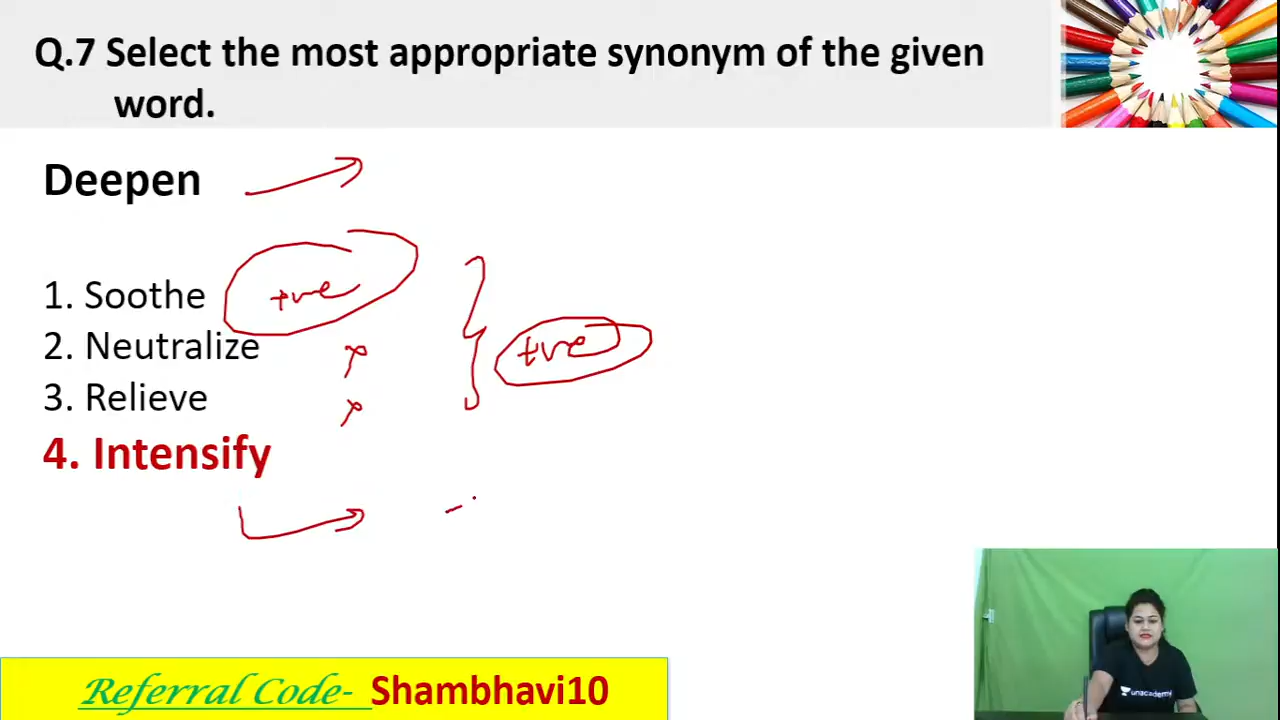 Q.7 Select the most appropriate synonym of the given
word.
Deepen
1. Soothe
+ve
2. Neutralize
+ve
3. Relieve
4. Intensify
Referral Code- Shambhavi10
unacademy